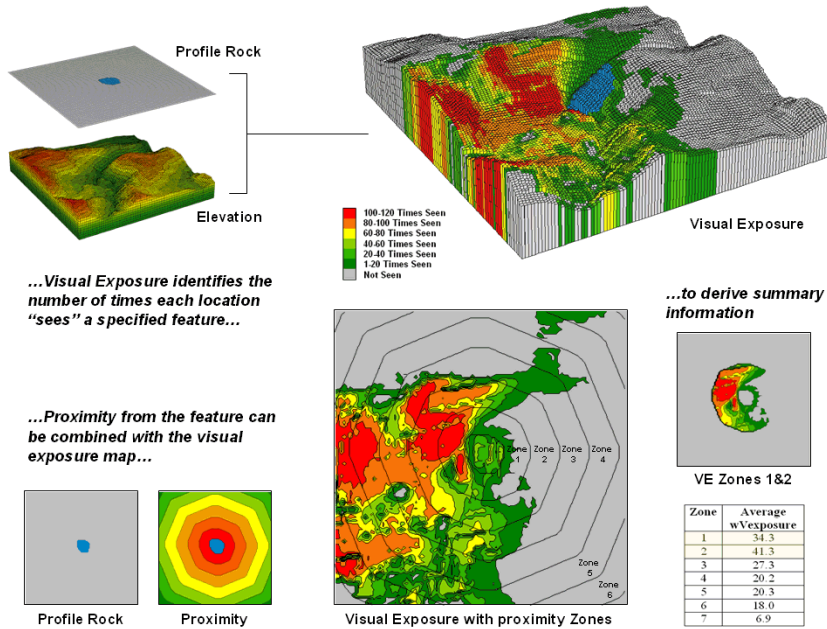 Profile Rock
Elevation
100-120 Times Seen
80-100 Times Seen
60-80 Times Seen
40-60 Times Seen
20-40 Times Seen
1-20 Times Seen
Not Seen
Visual Exposure
…Visual Exposure identifies the
number of times each location
“sees” a specified feature…
…to derive summary
information
…Proximity from the feature can
be combined with the visual
exposure map…
Zone
1
Zone
2
Zone
3
Zone
4
Zone
5
Zone
6
VE Zones 1&2
Zone Average
wVexposure
1 34.3
2 41.3
3 27.3
4 20.2
5 20.3
6 18.0
7 6.9
Profile Rock
Proximity
Visual Exposure with proximity Zones